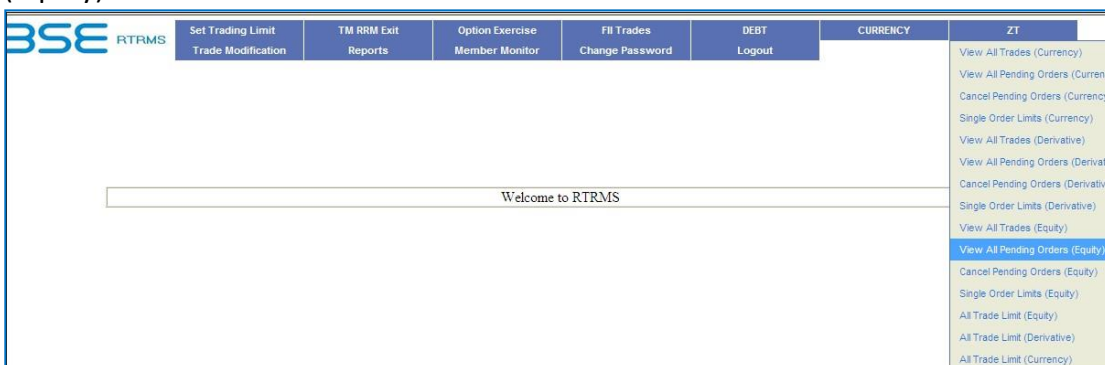 BSE RTRMS
Set Trading Limit TM RRM Exit Option Exercise FII Trades DEBT CURRENCY ZT
Trade Modification Reports Member Monitor Change Password Logout
View All Trades (Currency)
View All Pending Orders (Curren
Cancel Pending Orders (Currency
Single Order Limits (Currency)
View All Trades (Derivative)
View All Pending Orders (Derivat
Cancel Pending Orders (Derivativ
Single Order Limits (Derivative)
View All Trades (Equity)
View All Pending Orders (Equity)
Cancel Pending Orders (Equity)
Single Order Limits (Equity)
All Trade Limit (Equity)
All Trade Limit (Derivative)
All Trade Limit (Currency)
Welcome to RTRMS